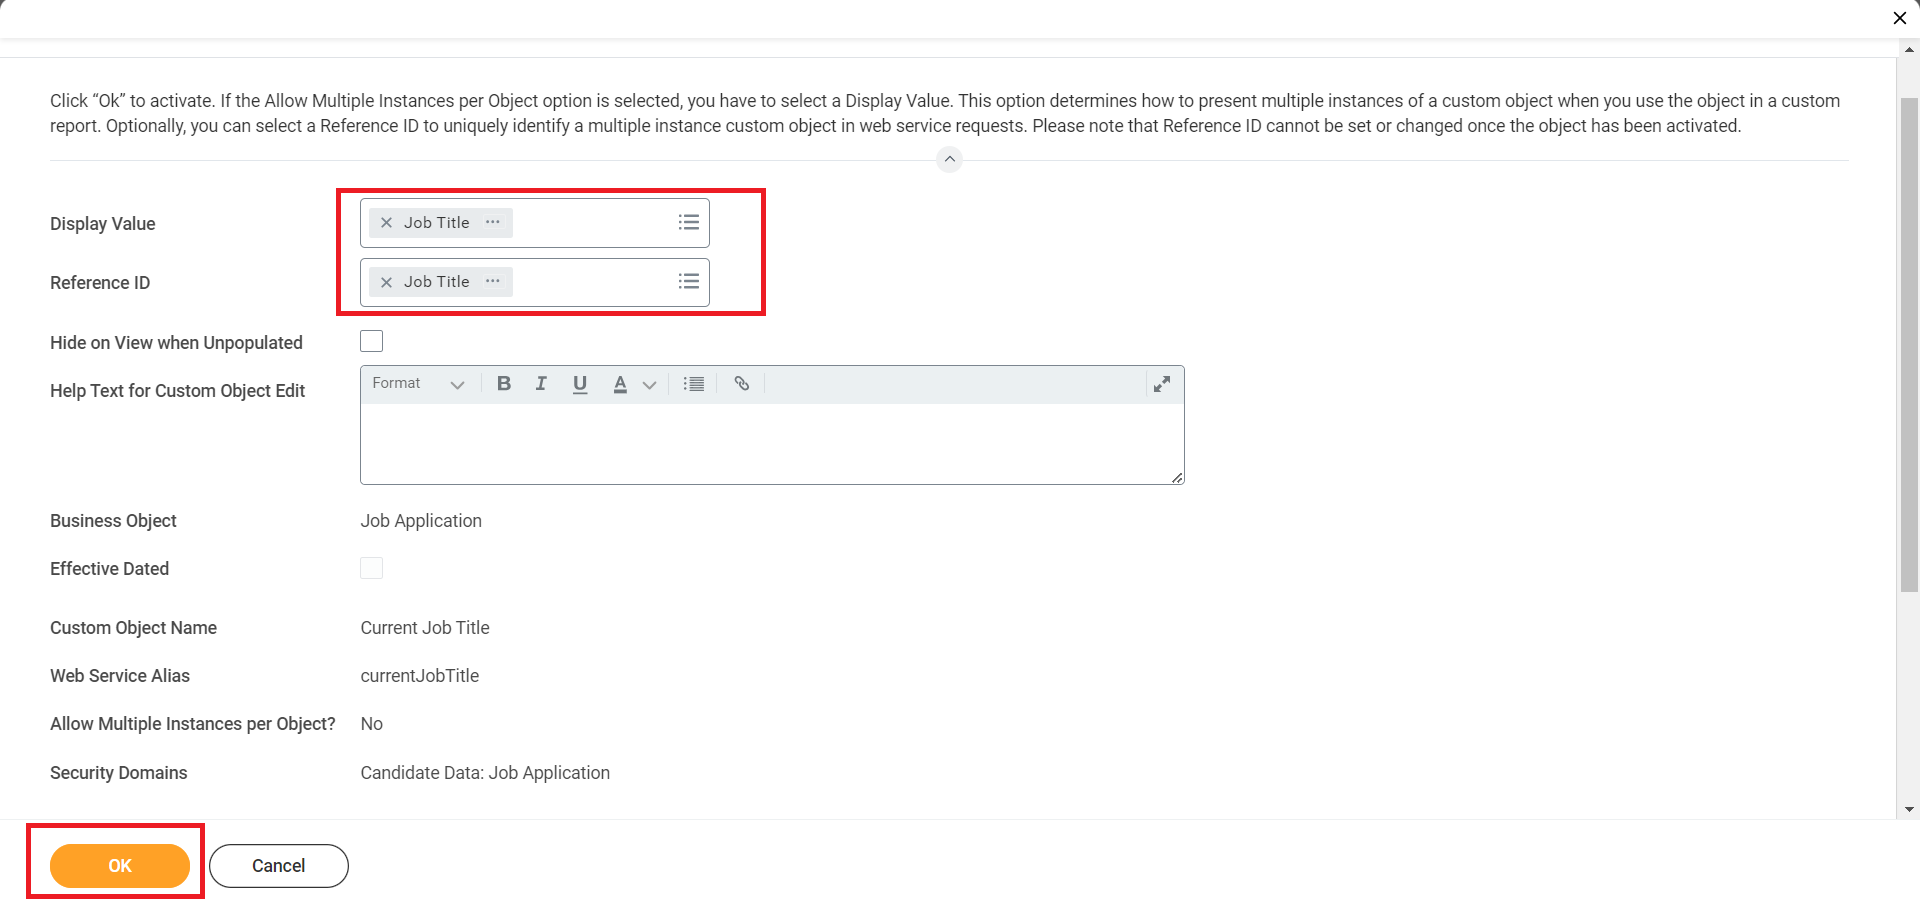 Click “Ok” to activate. If the Allow Multiple Instances per Object option is selected, you have to select a Display Value. This option determines how to present multiple instances of a custom object when you use the object in a custom
report. Optionally, you can select a Reference ID to uniquely identify a multiple instance custom object in web service requests. Please note that Reference ID cannot be set or changed once the object has been activated.
Display Value Job Title
Reference ID Job Title
Hide on View when Unpopulated
Help Text for Custom Object Edit Format B I U A
Business Object Job Application
Effective Dated
Custom Object Name Current Job Title
Web Service Alias currentJobTitle
Allow Multiple Instances per Object? No
Security Domains Candidate Data: Job Application
OK Cancel